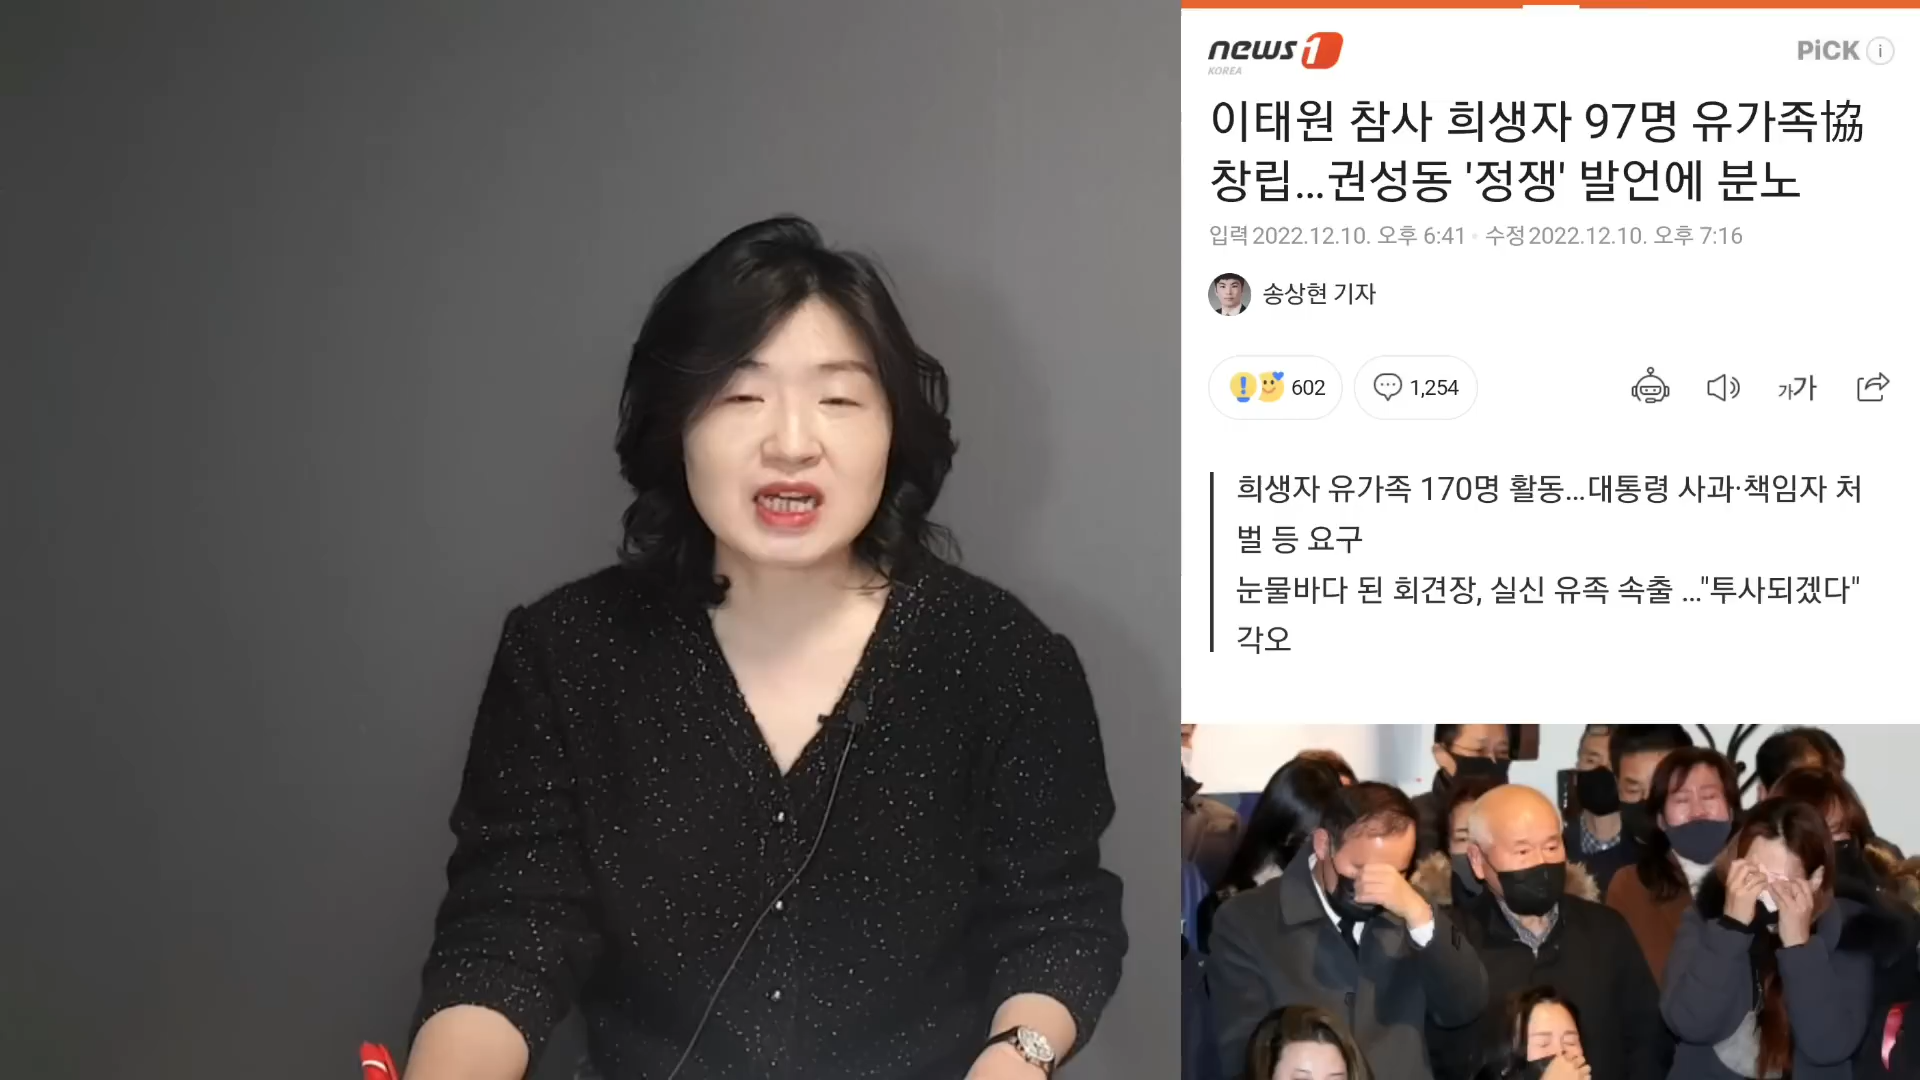 news1
KOREA
PiCK i
이태원 참사 희생자 97명 유가족協
창립...권성동 '정쟁' 발언에 분노
입력 2022.12.10. 오후 6:41 · 수정 2022.12.10. 오후 7:16
송상현 기자
602
1,254
가가
희생자 유가족 170명 활동...대통령 사과·책임자 처
벌 등 요구
눈물바다 된 회견장, 실신 유족 속출 ..."투사되겠다"
각오